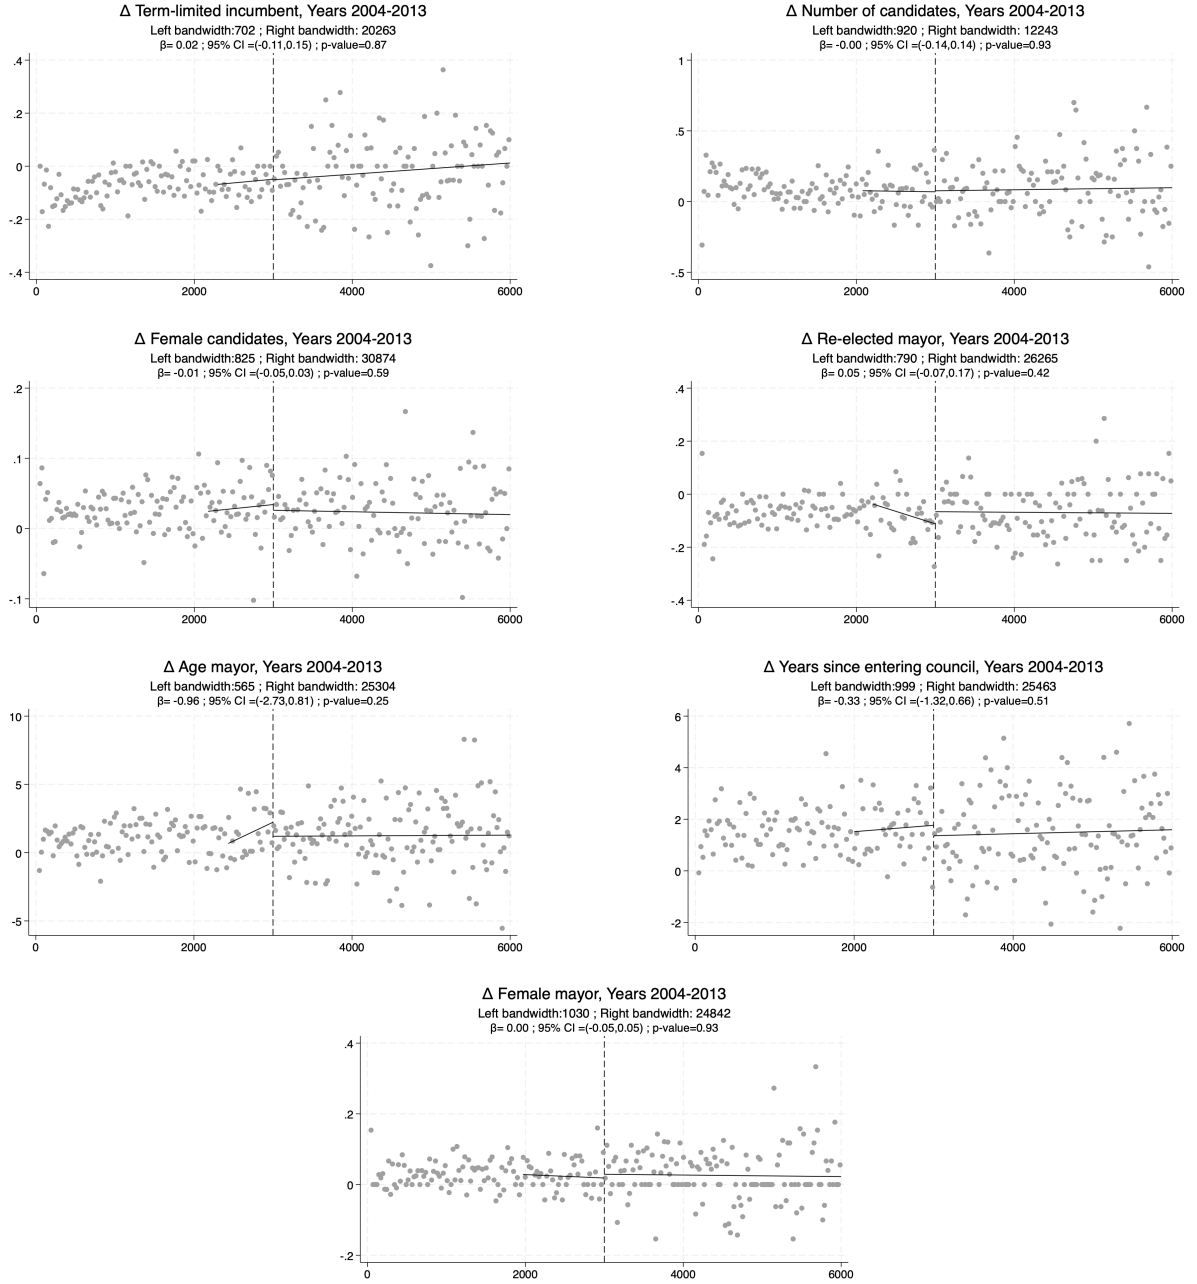 Δ Term-limited incumbent, Years 2004-2013
Left bandwidth:702 ; Right bandwidth: 20263
β= 0.02 ; 95% CI =(-0.11,0.15) ; p-value=0.87
.4
.2
0
-.2
-.4
0 2000 4000 6000
Δ Number of candidates, Years 2004-2013
Left bandwidth:920 ; Right bandwidth: 12243
β= -0.00 ; 95% CI =(-0.14,0.14) ; p-value=0.93
1
.5
0
-.5
0 2000 4000 6000
Δ Female candidates, Years 2004-2013
Left bandwidth:825 ; Right bandwidth: 30874
β= -0.01 ; 95% CI =(-0.05,0.03) ; p-value=0.59
.2
.1
0
-.1
0 2000 4000 6000
Δ Re-elected mayor, Years 2004-2013
Left bandwidth:790 ; Right bandwidth: 26265
β= 0.05 ; 95% CI =(-0.07,0.17) ; p-value=0.42
.4
.2
0
-.2
-.4
0 2000 4000 6000
Δ Age mayor, Years 2004-2013
Left bandwidth:565 ; Right bandwidth: 25304
β= -0.96 ; 95% CI =(-2.73,0.81) ; p-value=0.25
10
5
0
-5
0 2000 4000 6000
Δ Years since entering council, Years 2004-2013
Left bandwidth:999 ; Right bandwidth: 25463
β= -0.33 ; 95% CI =(-1.32,0.66) ; p-value=0.51
6
4
2
0
-2
0 2000 4000 6000
Δ Female mayor, Years 2004-2013
Left bandwidth:1030 ; Right bandwidth: 24842
β= 0.00 ; 95% CI =(-0.05,0.05) ; p-value=0.93
.4
.2
0
-.2
0 2000 4000 6000